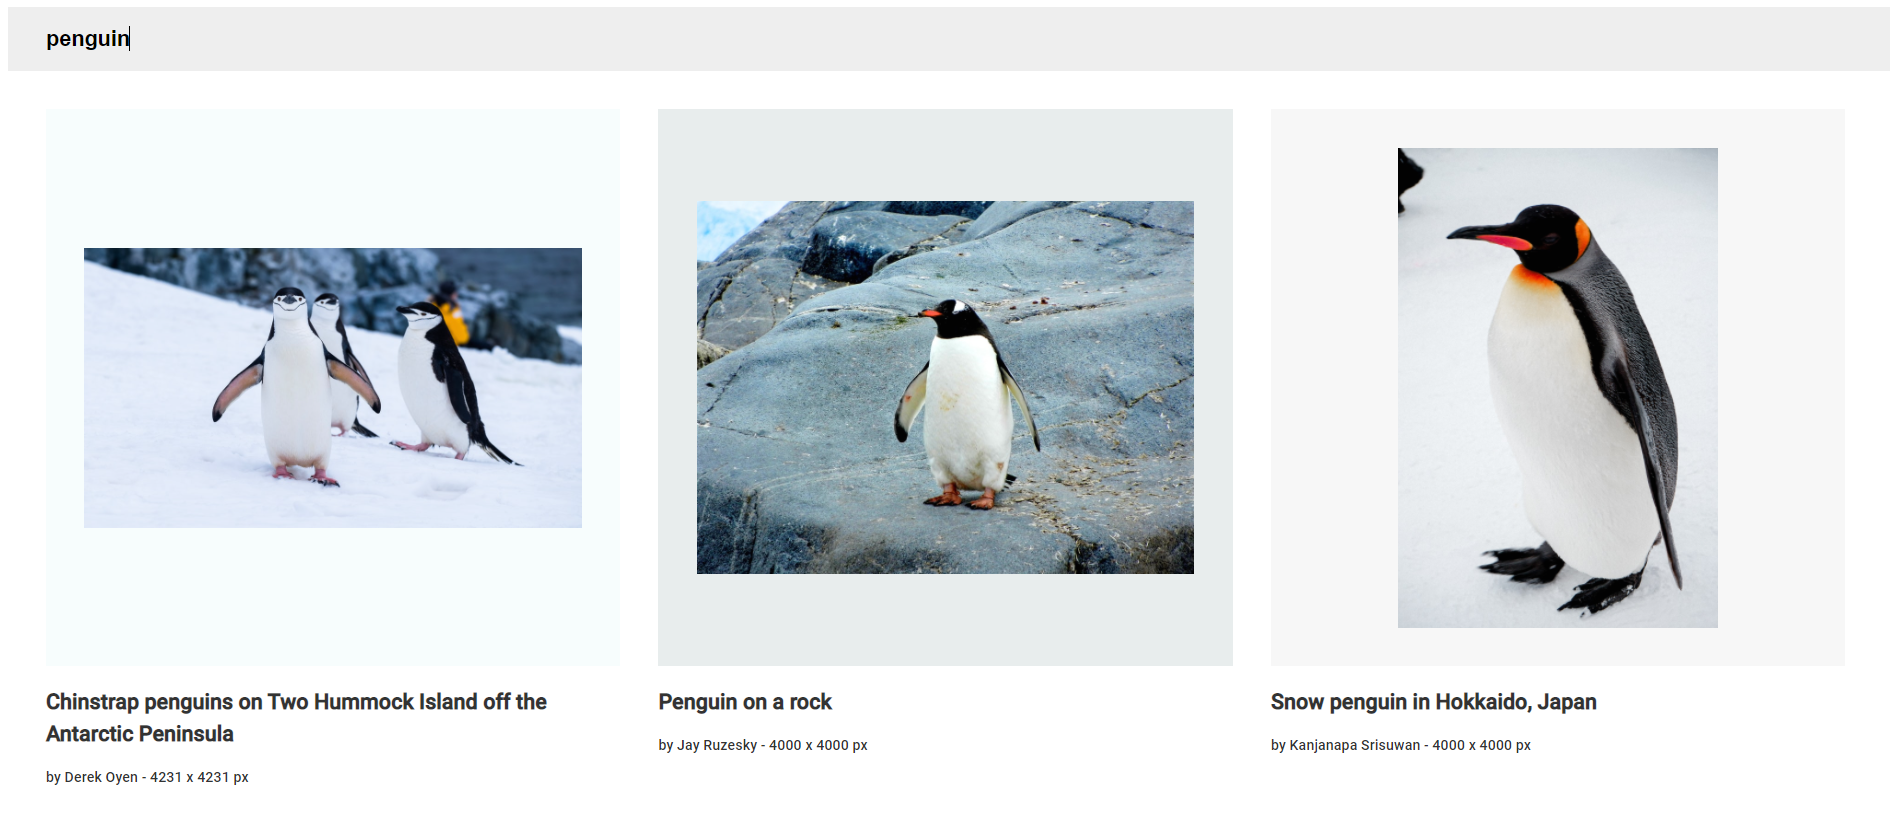 penguin
Chinstrap penguins on Two Hummock Island off the
Antarctic Peninsula
by Derek Oyen - 4231 x 4231 px
Penguin on a rock
by Jay Ruzesky - 4000 x 4000 px
Snow penguin in Hokkaido, Japan
by Kanjanapa Srisuwan - 4000 x 4000 px